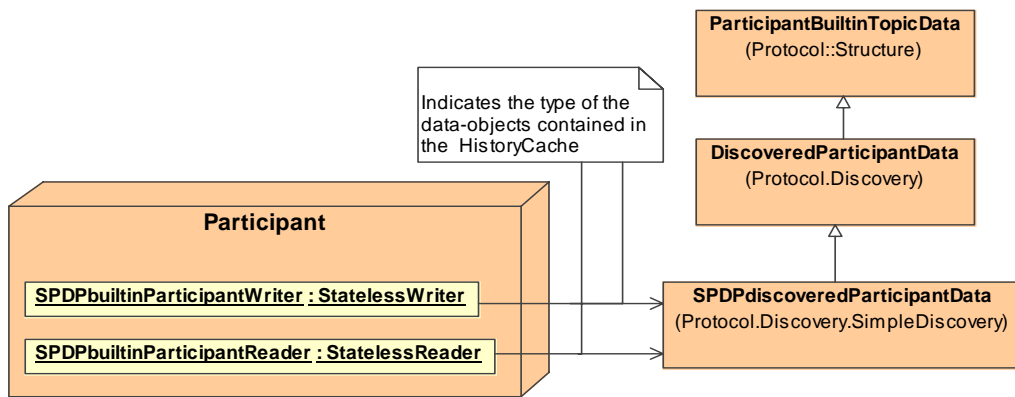 ParticipantBuiltinTopicData
(Protocol::Structure)
Indicates the type of the
data-objects contained in
the HistoryCache
DiscoveredParticipantData
(Protocol.Discovery)
Participant
SPDPbuiltinParticipantWriter : StatelessWriter
SPDPdiscoveredParticipantData
(Protocol.Discovery.SimpleDiscovery)
SPDPbuiltinParticipantReader : StatelessReader